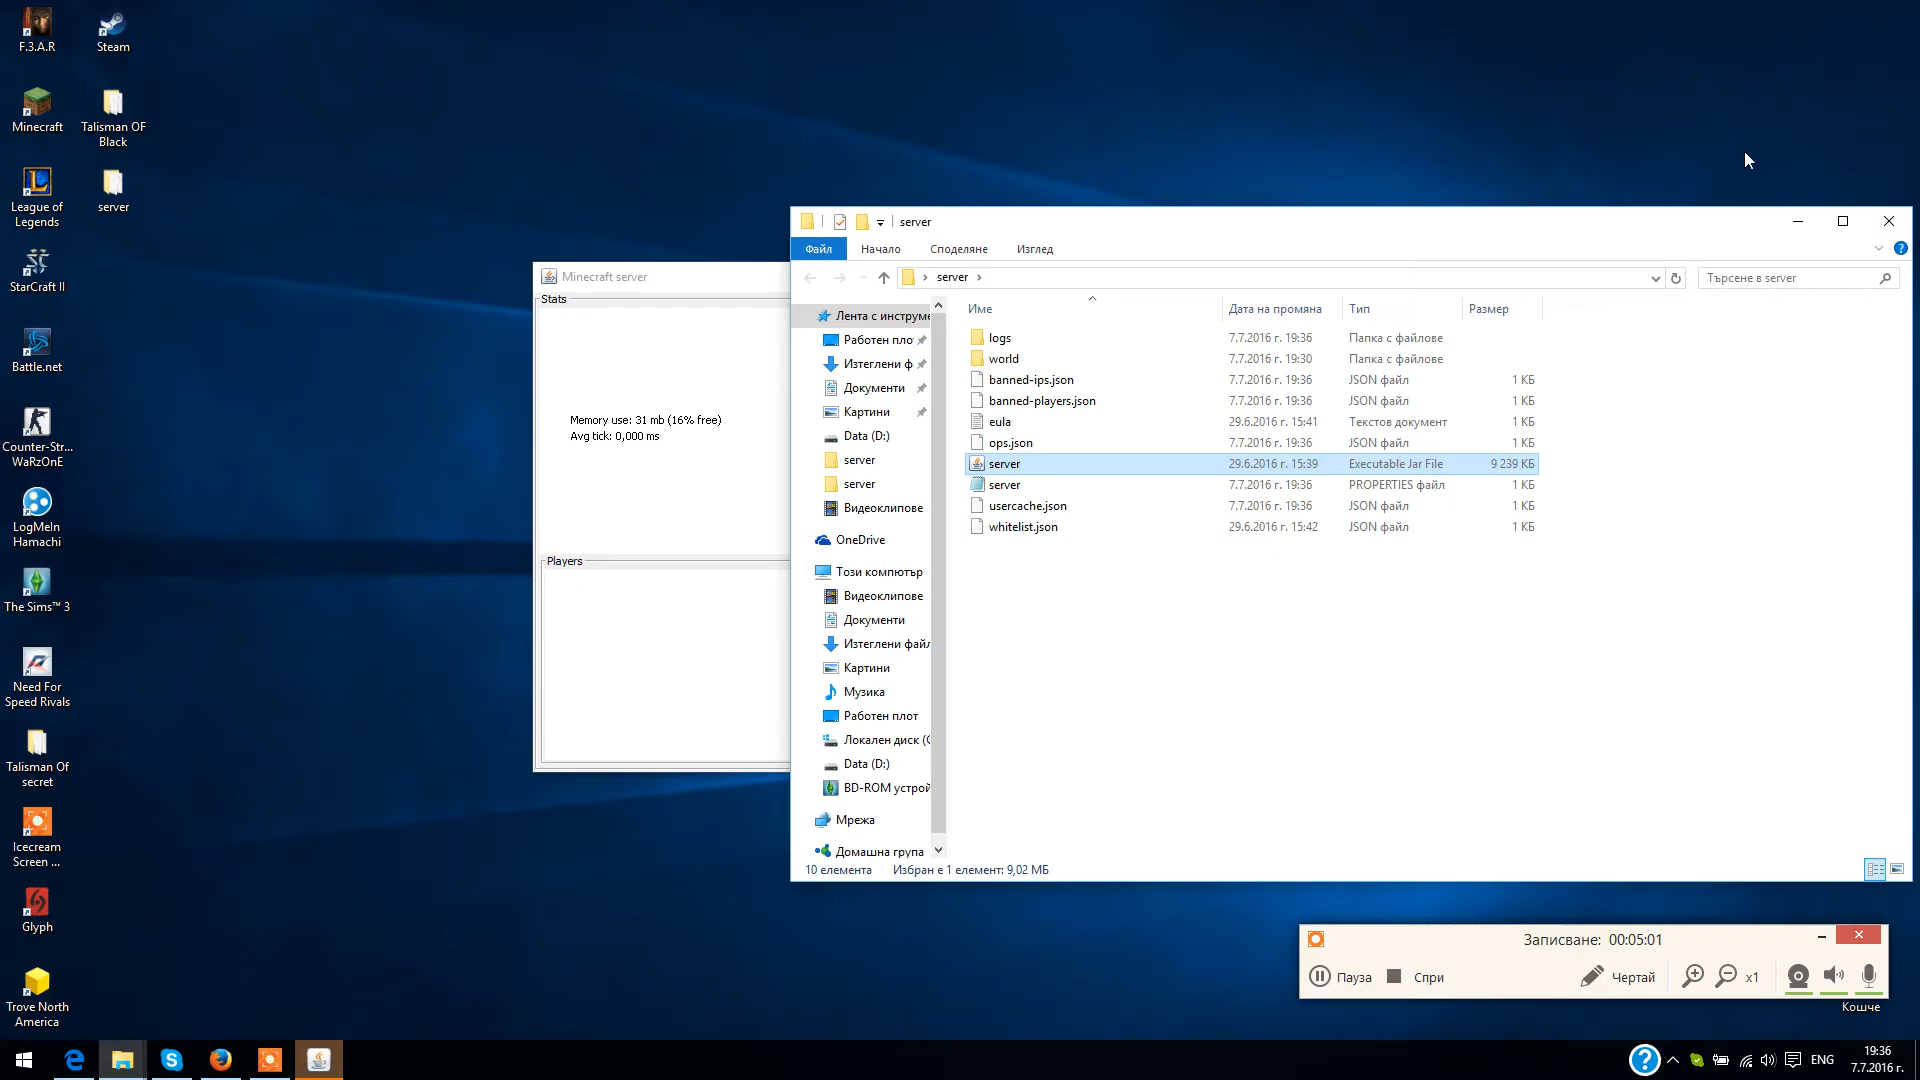 F.3.A.R
Steam
Minecraft
Talisman OF
Black
League of
Legends
server
StarCraft II
Battle.net
Counter-Str...
WaRzOnE
LogMeIn
Hamachi
The Sims™ 3
Need For
Speed Rivals
Talisman Of
secret
Icecream
Screen ...
Glyph
Trove North
America
Minecraft server
Stats
Memory use: 31 mb (16% free)
Avg tick: 0,000 ms
Players
server
Файл
Начало
Споделяне
Изглед
server
Търсене в server
Лента с инструме
Работен пло
Изтеглени ф
Документи
Картини
Data (D:)
server
server
Видеоклипове
OneDrive
Този компютър
Видеоклипове
Документи
Изтеглени файл
Картини
Музика
Работен плот
Локален диск (C
Data (D:)
BD-ROM устрой
Мрежа
Домашна група
Име Дата на промяна Тип Размер
logs 7.7.2016 г. 19:36 Папка с файлове
world 7.7.2016 г. 19:30 Папка с файлове
banned-ips.json 7.7.2016 г. 19:36 JSON файл 1 КБ
banned-players.json 7.7.2016 г. 19:36 JSON файл 1 КБ
eula 29.6.2016 г. 15:41 Текстов документ 1 КБ
ops.json 7.7.2016 г. 19:36 JSON файл 1 КБ
server 29.6.2016 г. 15:39 Executable Jar File 9 239 КБ
server 7.7.2016 г. 19:36 PROPERTIES файл 1 КБ
usercache.json 7.7.2016 г. 19:36 JSON файл 1 КБ
whitelist.json 29.6.2016 г. 15:42 JSON файл 1 КБ
10 елемента Избран е 1 елемент: 9,02 МБ
Записване: 00:05:01
Пауза
Спри
Чертай
x1
Кошче
ENG
19:36
7.7.2016 г.